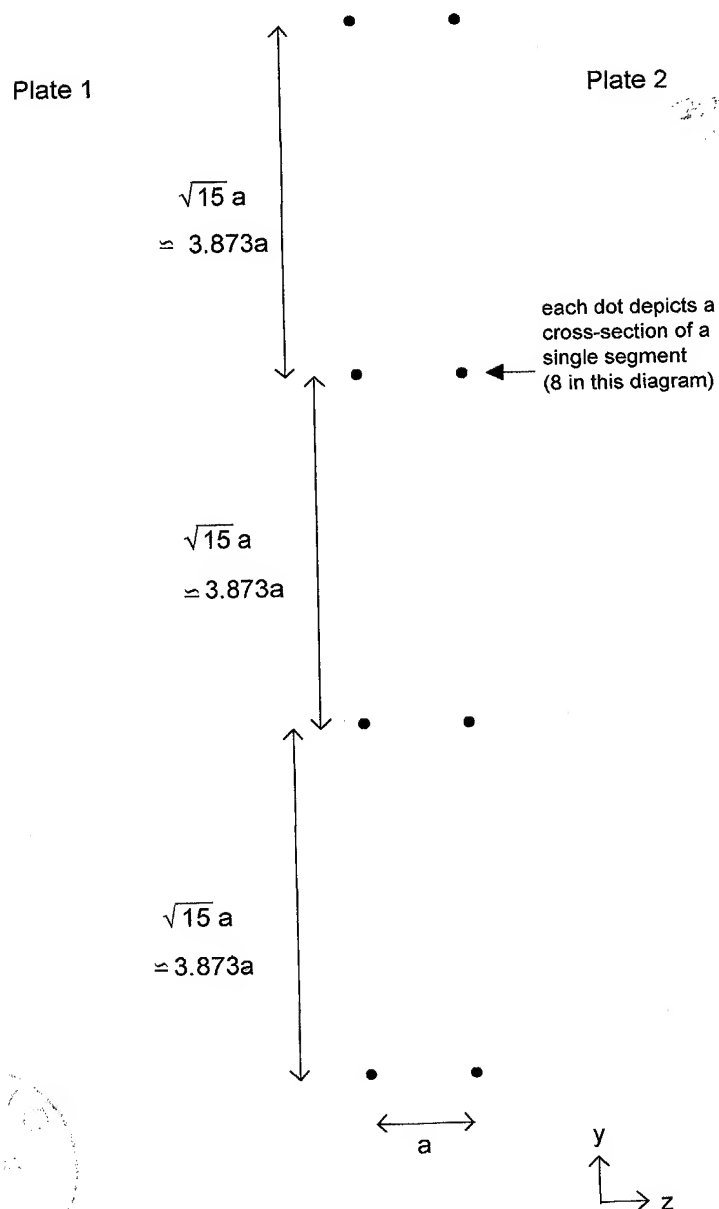 Plate 1
Plate 2
√15 a
≌ 3.873a
each dot depicts a
cross-section of a
single segment
(8 in this diagram)
√15 a
≌3.873a
√15 a
≌3.873a
a
y
z